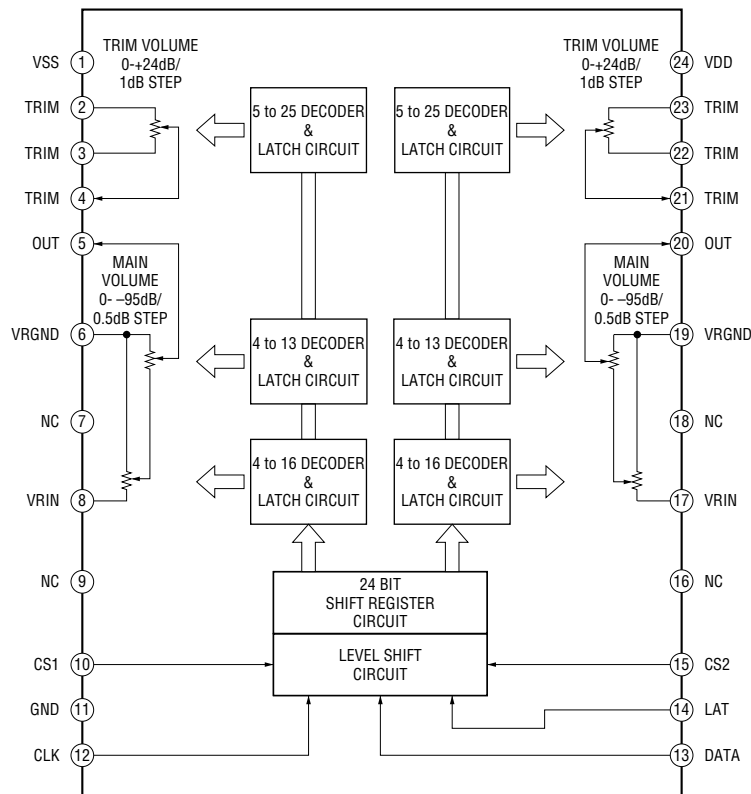 TRIM VOLUME
0-+24dB/
1dB STEP
TRIM VOLUME
0-+24dB/
1dB STEP
VSS 1
24 VDD
TRIM 2
5 to 25 DECODER
&
LATCH CIRCUIT
5 to 25 DECODER
&
LATCH CIRCUIT
23 TRIM
TRIM 3
22 TRIM
TRIM 4
21 TRIM
OUT 5
20 OUT
MAIN
VOLUME
0- –95dB/
0.5dB STEP
MAIN
VOLUME
0- –95dB/
0.5dB STEP
VRGND 6
19 VRGND
4 to 13 DECODER
&
LATCH CIRCUIT
4 to 13 DECODER
&
LATCH CIRCUIT
NC 7
18 NC
4 to 16 DECODER
&
LATCH CIRCUIT
4 to 16 DECODER
&
LATCH CIRCUIT
VRIN 8
17 VRIN
NC 9
16 NC
24 BIT
SHIFT REGISTER
CIRCUIT
LEVEL SHIFT
CIRCUIT
CS1 10
15 CS2
GND 11
14 LAT
CLK 12
13 DATA